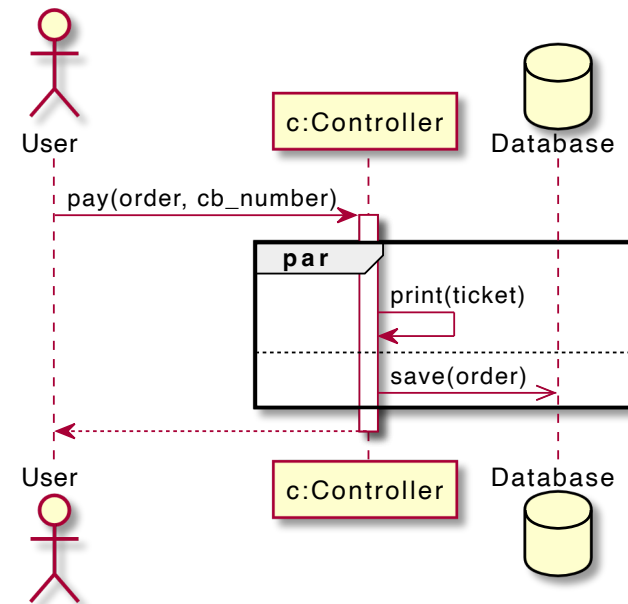 User
c:Controller
Database
pay(order, cb_number)
par
print(ticket)
save(order)
User
c:Controller
Database